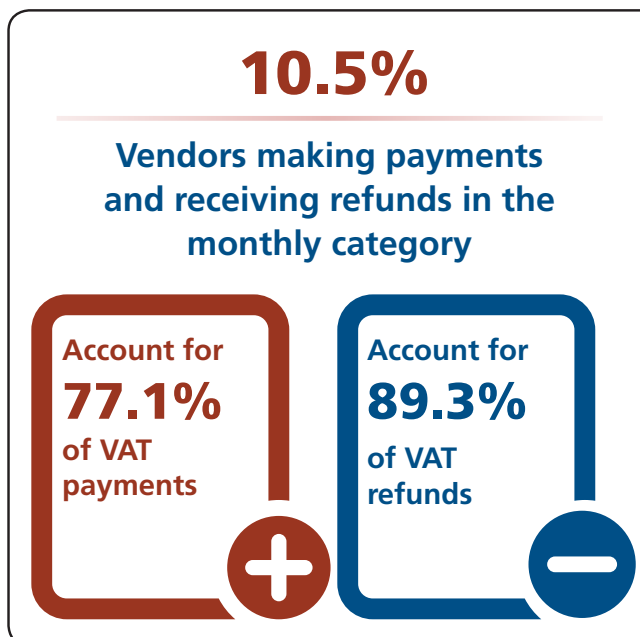 10.5%
Vendors making payments
and receiving refunds in the
monthly category
Account for
77.1%
of VAT
payments
Account for
89.3%
of VAT
refunds